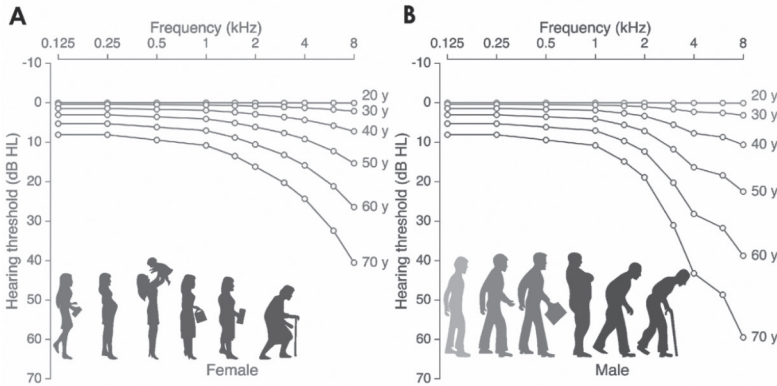 A
Frequency (kHz)
0.125 0.25 0.5 1 2 4 8
Hearing threshold (dB HL)
-10
0
10
20
30
40
50
60
70
20 y
30 y
40 y
50 y
60 y
70 y
Female
B
Frequency (kHz)
0.125 0.25 0.5 1 2 4 8
Hearing threshold (dB HL)
-10
0
10
20
30
40
50
60
70
20 y
30 y
40 y
50 y
60 y
70 y
Male